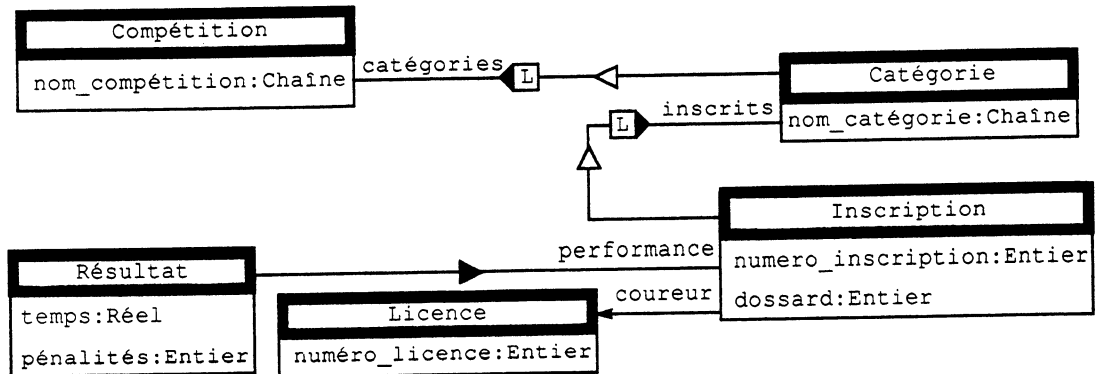 Compétition
nom_compétition:Chaîne
catégories
L
Catégorie
nom_catégorie:Chaîne
L
inscrits
Inscription
numero_inscription:Entier
dossard:Entier
performance
coureur
Résultat
temps:Réel
pénalités:Entier
Licence
numéro_licence:Entier